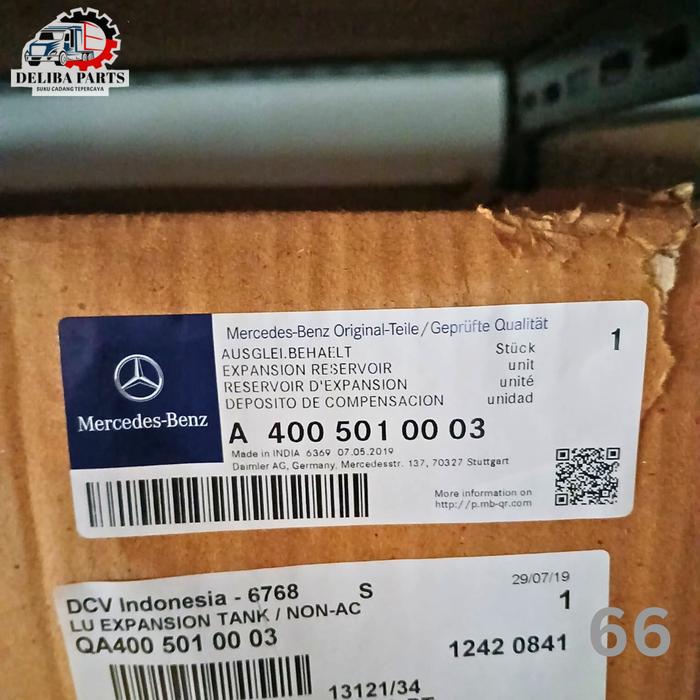 DELIBA PARTS
SUKU CADANG TEPERCAYA
Mercedes-Benz Original-Teile/Geprüfte Qualität
AUSGLEI.BEHAELT Stück 1
EXPANSION RESERVOIR unit
RESERVOIR D'EXPANSION unité
DEPOSITO DE COMPENSACION unidad
Mercedes-Benz
A 400 501 00 03
Made in INDIA 6369 07.05.2019
Daimler AG, Germany, Mercedesstr. 137, 70327 Stuttgart
More information on
http://p.mb-qr.com
DCV Indonesia - 6768 S 29/07/19
LU EXPANSION TANK / NON-AC 1
QA400 501 00 03 1242 0841
66
13121/34